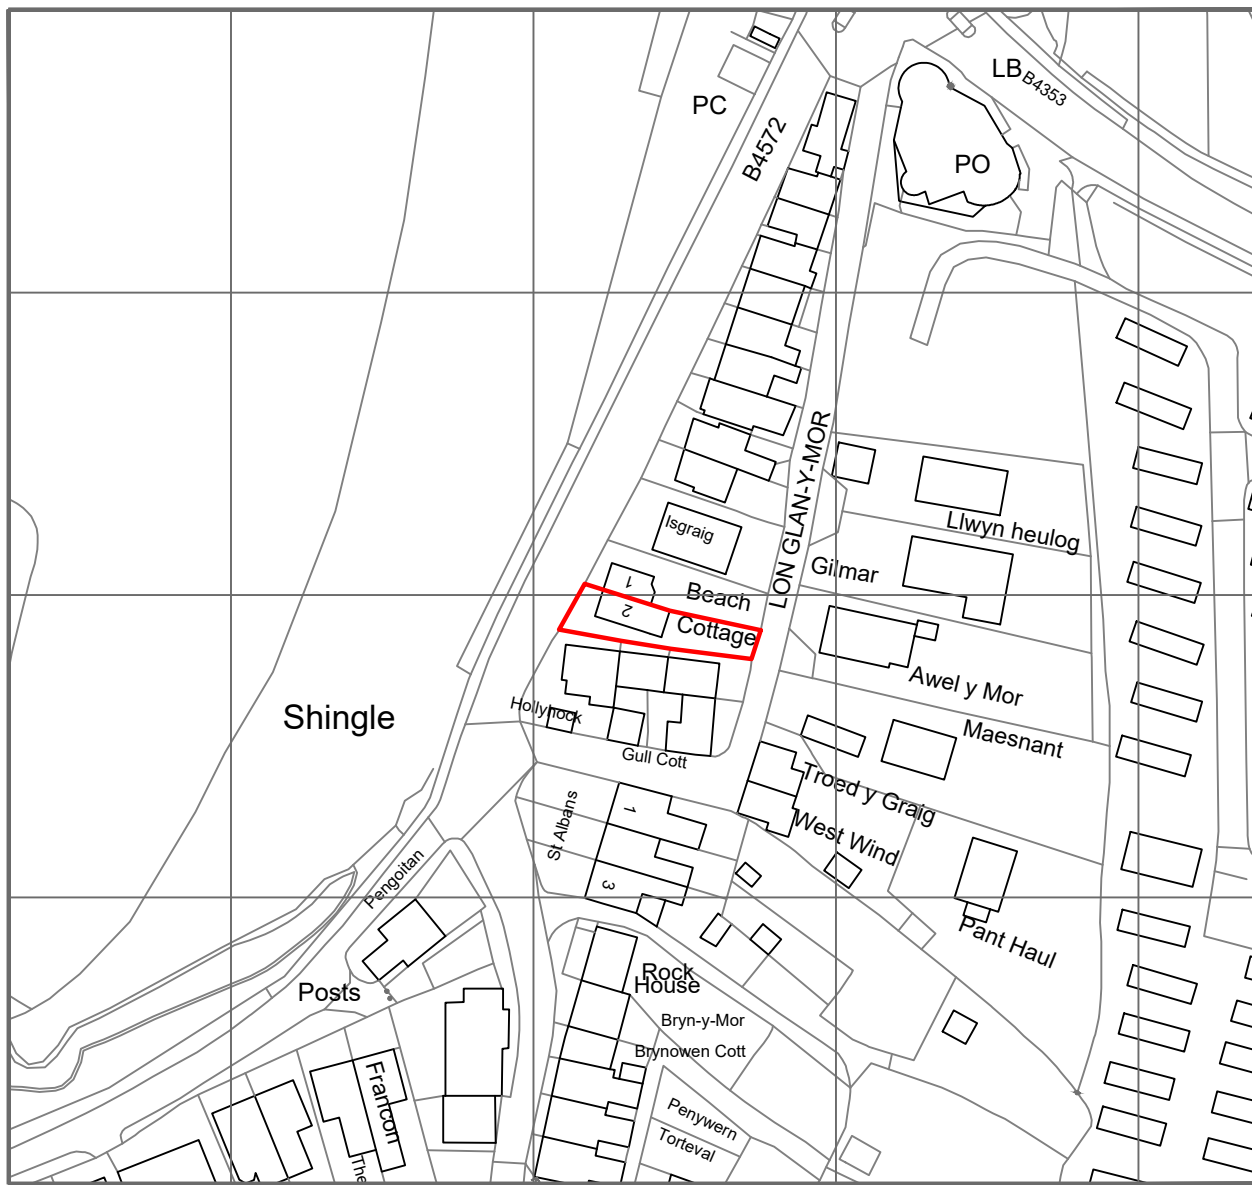 LB
B4353
PC
B4572
PO
LON GLAN-Y-MOR
Isgraig
Llwyn heulog
Gilmar
1
Beach
2
Cottage
Awel y Mor
Shingle
Hollyhock
Maesnant
Gull Cott
Troed y Graig
St Albans
1
West Wind
Pengoitan
3
Pant Haul
Rock
House
Posts
Bryn-y-Mor
Brynowen Cott
Francon
Penywern
Torteval
The